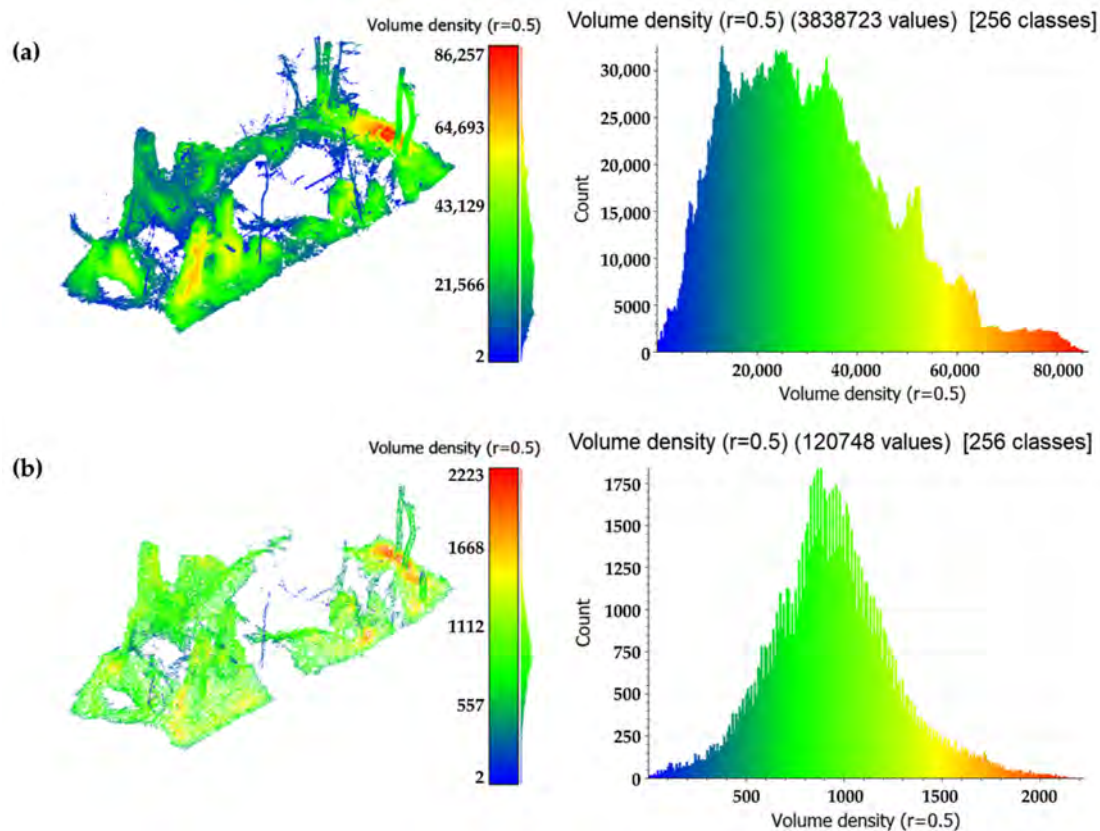 (a)
Volume density (r=0.5)
86,257
64,693
43,129
21,566
2
Volume density (r=0.5) (3838723 values) [256 classes]
30,000
25,000
20,000
15,000
10,000
5000
0
Count
20,000 40,000 60,000 80,000
Volume density (r=0.5)
(b)
Volume density (r=0.5)
2223
1668
1112
557
2
Volume density (r=0.5) (120748 values) [256 classes]
1750
1500
1250
1000
750
500
250
0
Count
500 1000 1500 2000
Volume density (r=0.5)